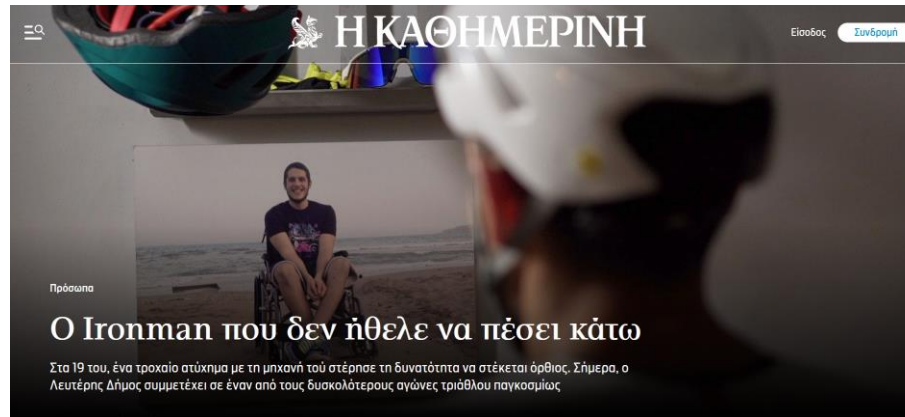 Η ΚΑΘΗΜΕΡΙΝΗ
Είσοδος
Συνδρομή
Πρόσωπα
Ο Ironman που δεν ήθελε να πέσει κάτω
Στα 19 του, ένα τροχαίο ατύχημα με τη μηχανή τού στέρησε τη δυνατότητα να στέκεται όρθιος. Σήμερα, ο
Λευτέρης Δήμος συμμετέχει σε έναν από τους δυσκολότερους αγώνες τριάθλου παγκοσμίως